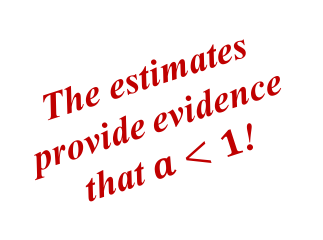 The estimates
provide evidence
that α < 1!